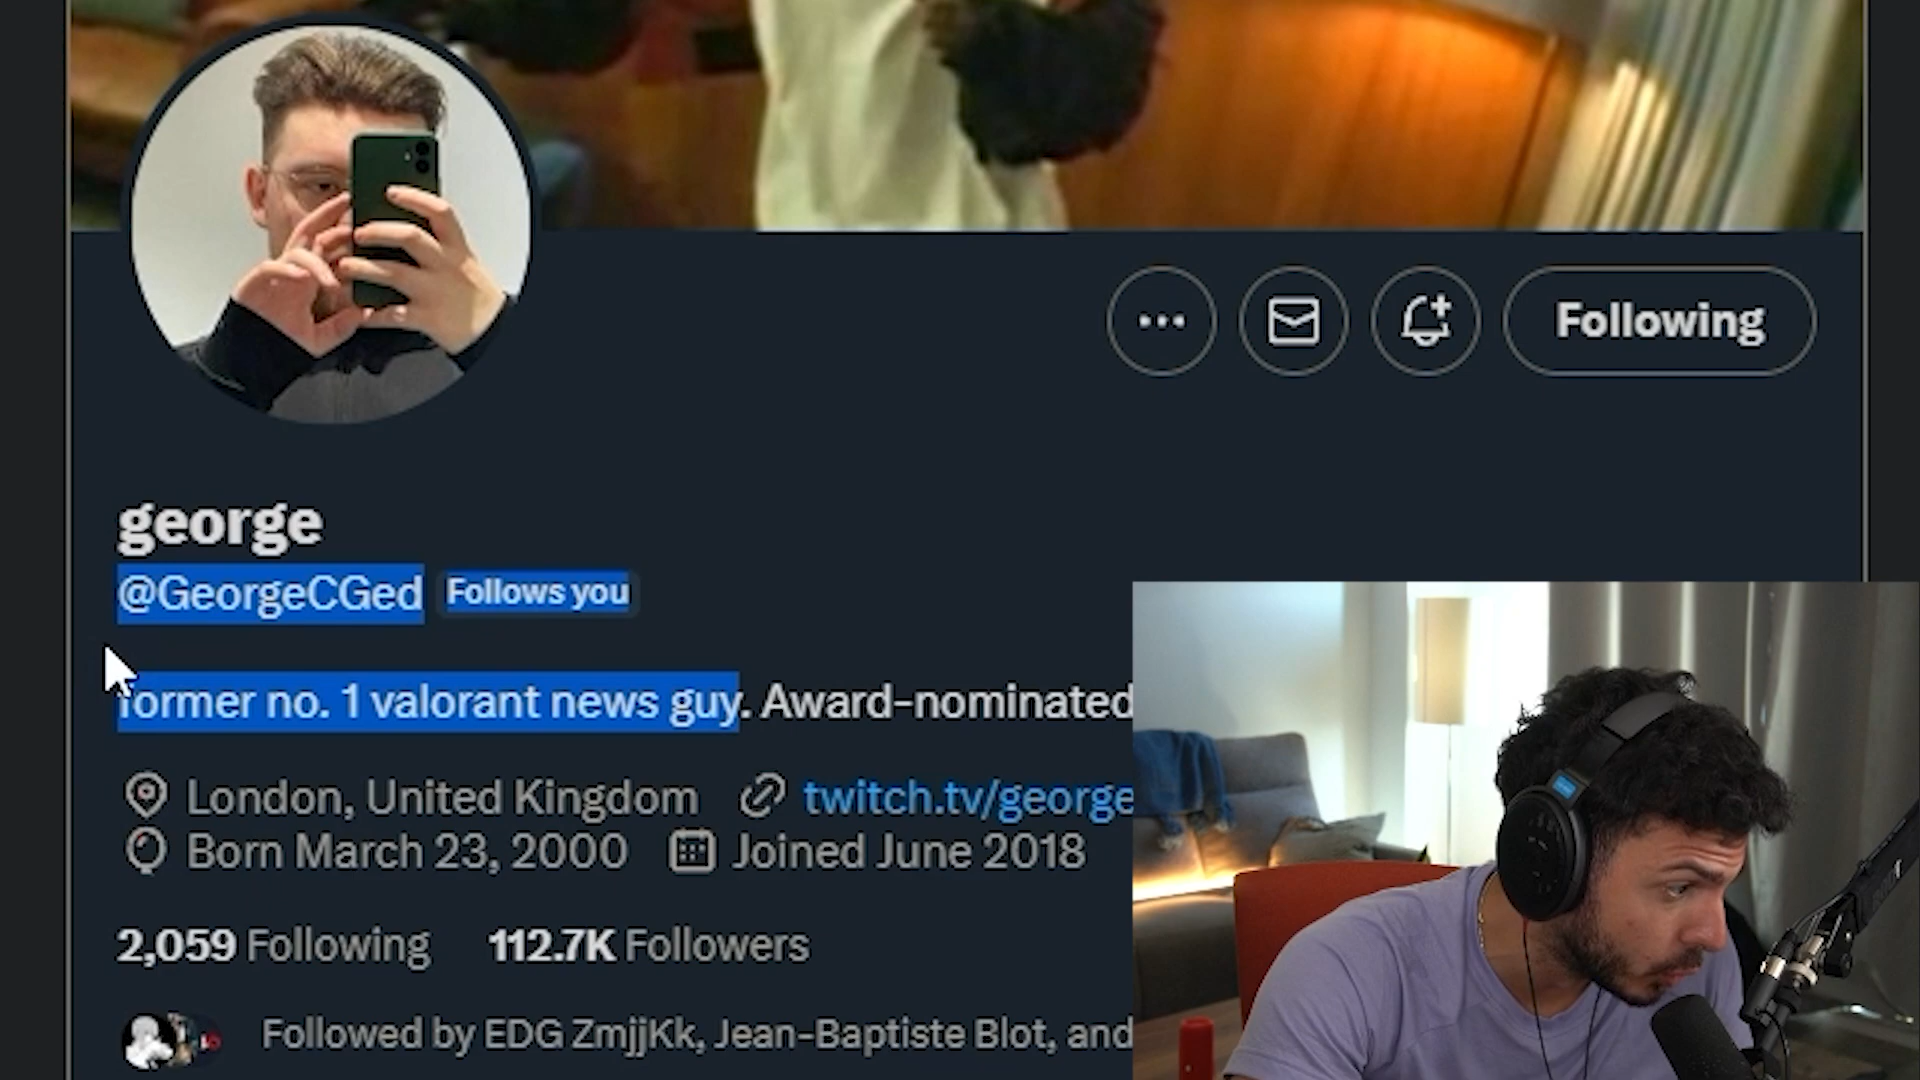 Following
george
@GeorgeCGed Follows you
former no. 1 valorant news guy. Award-nominated
London, United Kingdom twitch.tv/george
Born March 23, 2000 Joined June 2018
2,059 Following 112.7K Followers
Followed by EDG ZmjjKk, Jean-Baptiste Blot, and